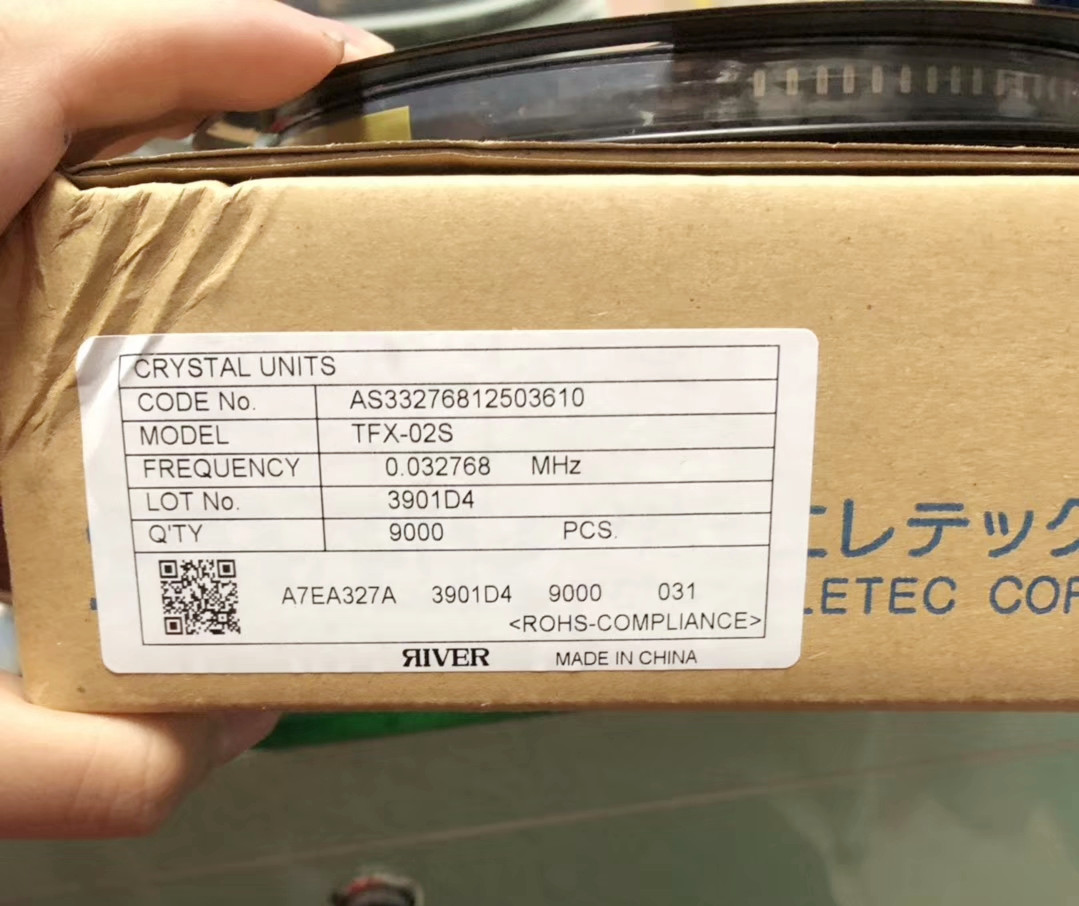 CRYSTAL UNITS
CODE No. AS33276812503610
MODEL TFX-02S
FREQUENCY 0.032768 MHz
LOT No. 3901D4
Q'TY 9000 PCS.
A7EA327A 3901D4 9000 031
<ROHS-COMPLIANCE>
ЯIVER MADE IN CHINA
エレテック
LETEC COR